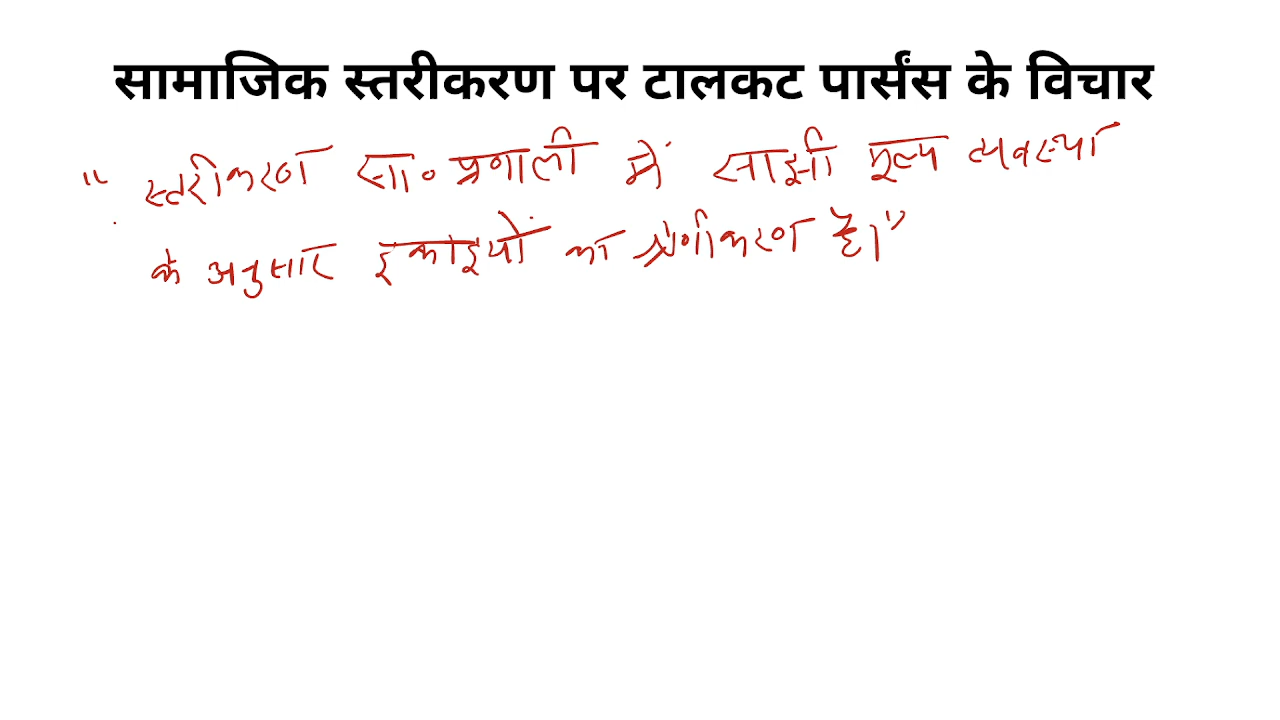 सामाजिक स्तरीकरण पर टालकट पार्संस के विचार
“ स्तरीकरण सा० प्रणाली में साझी मूल्य व्यवस्था
के अनुसार इकाइयों का श्रेणीकरण है।”